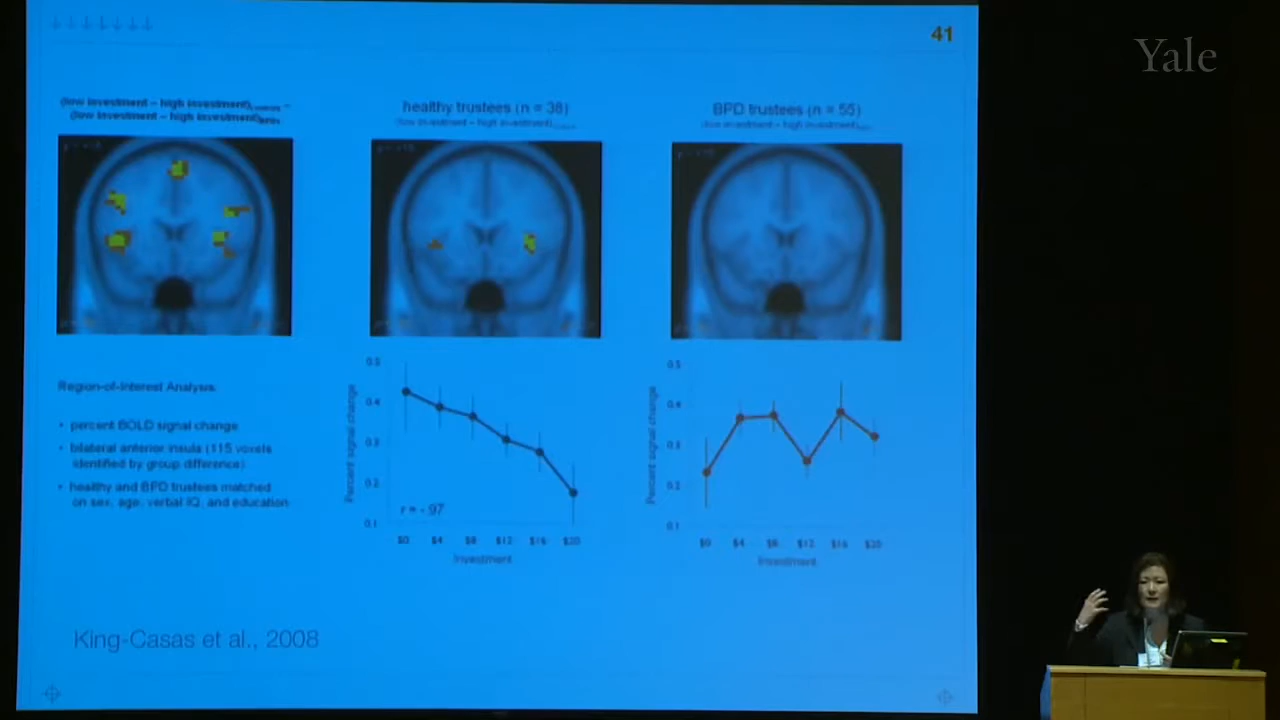 41
Yale
(low investment – high investment)
(low investment – high investment)
healthy trustees (n = 38)
(low investment – high investment)
BPD trustees (n = 55)
(low investment – high investment)
Region-of-Interest Analysis
• percent BOLD signal change
• bilateral anterior insula (115 voxels
identified by group difference)
• healthy and BPD trustees matched
on sex, age, verbal IQ, and education
Percent signal change
0.5
0.4
0.3
0.2
0.1
r = -.97
$0 $4 $8 $12 $16 $20
Investment
Percent signal change
0.5
0.4
0.3
0.2
0.1
$0 $4 $8 $12 $16 $20
Investment
King-Casas et al., 2008